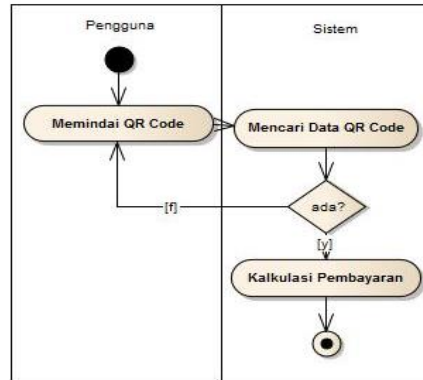 Pengguna
Sistem
Memindai QR Code
Mencari Data QR Code
ada?
[f]
[y]
Kalkulasi Pembayaran